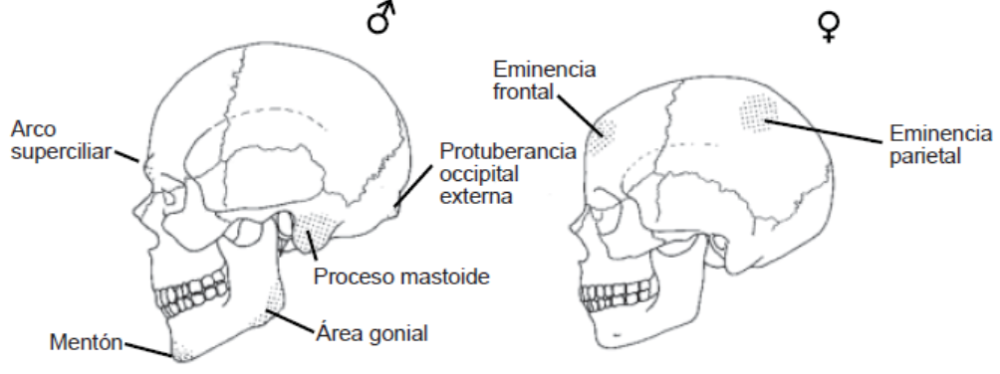 ♂
♀
Eminencia
frontal
Arco
superciliar
Protuberancia
occipital
externa
Eminencia
parietal
Proceso mastoide
Área gonial
Mentón